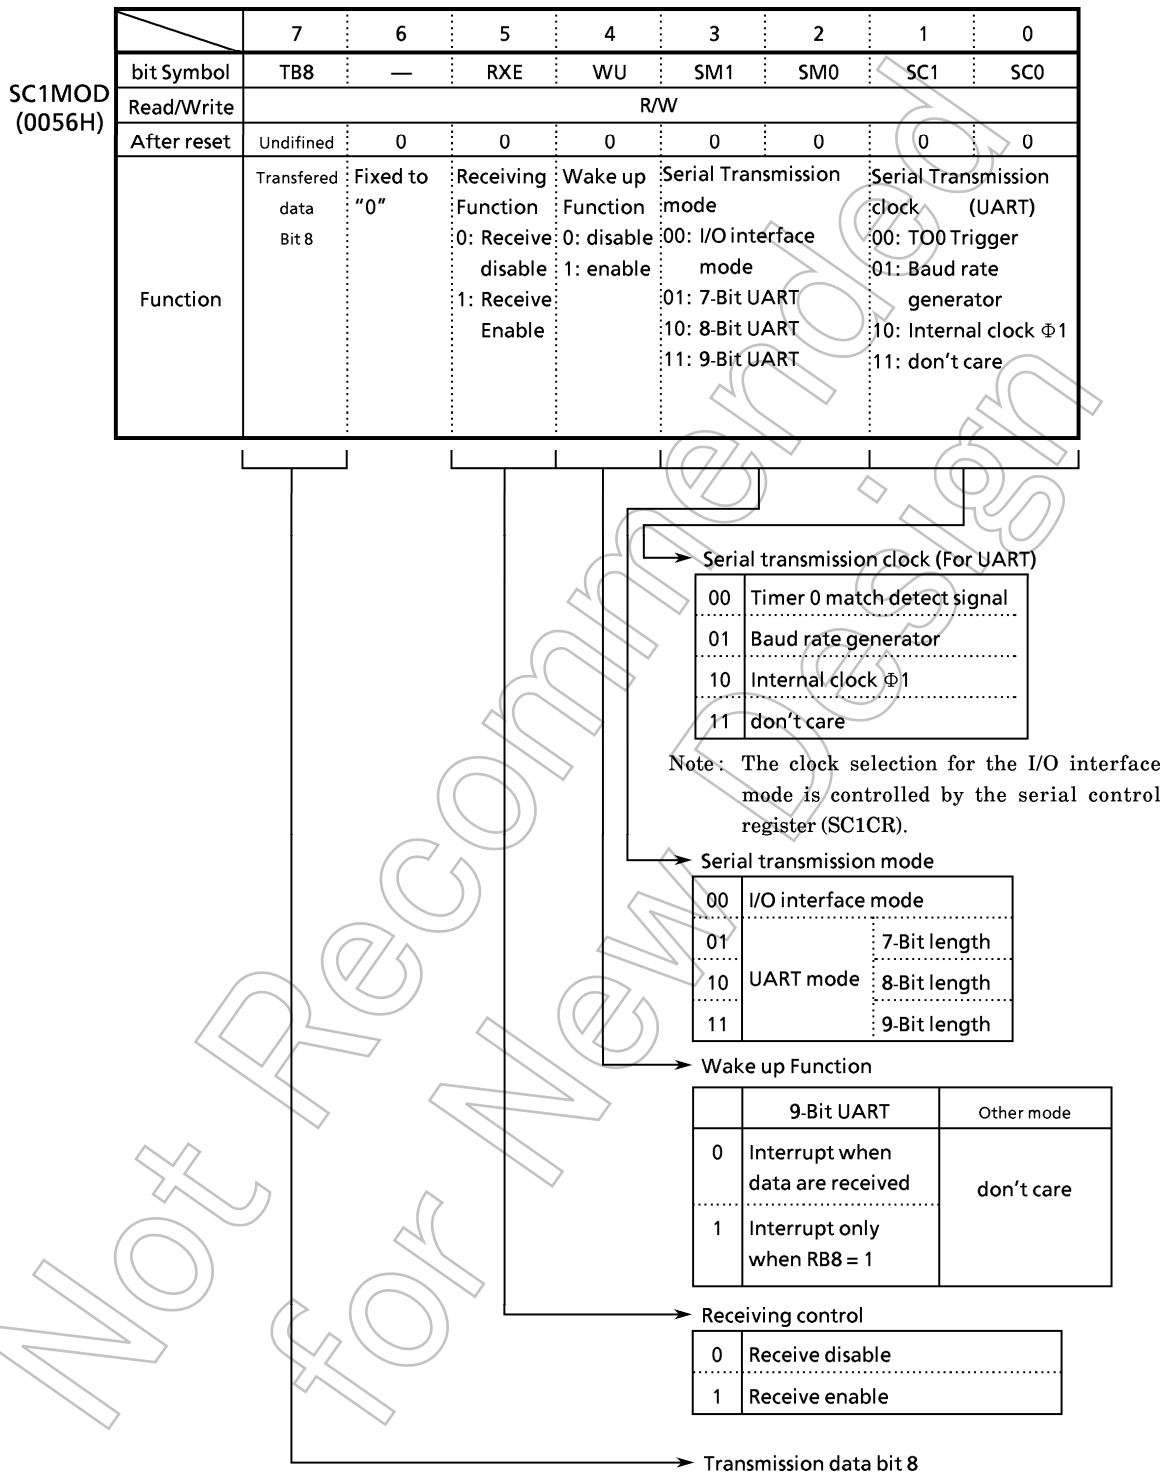 7 6 5 4 3 2 1 0
SC1MOD
(0056H)
bit Symbol TB8 — RXE WU SM1 SM0 SC1 SC0
Read/Write R/W
After reset Undifined 0 0 0 0 0 0 0
Function
Transfered
data
Bit 8
Fixed to
“0”
Receiving
Function
0: Receive
disable
1: Receive
Enable
Wake up
Function
0: disable
1: enable
Serial Transmission
mode
00: I/O interface
mode
01: 7-Bit UART
10: 8-Bit UART
11: 9-Bit UART
Serial Transmission
clock (UART)
00: TO0 Trigger
01: Baud rate
generator
10: Internal clock Φ1
11: don't care
Serial transmission clock (For UART)
00 Timer 0 match detect signal
01 Baud rate generator
10 Internal clock Φ1
11 don't care
Note : The clock selection for the I/O interface
mode is controlled by the serial control
register (SC1CR).
Serial transmission mode
00 I/O interface mode
01 7-Bit length
10 UART mode 8-Bit length
11 9-Bit length
Wake up Function
9-Bit UART Other mode
0 Interrupt when
data are received
don't care
1 Interrupt only
when RB8 = 1
Receiving control
0 Receive disable
1 Receive enable
Transmission data bit 8
Not Recommended
for New Design